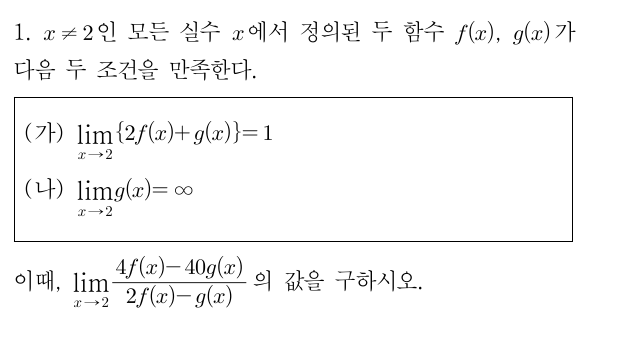 1. x≠2인 모든 실수 x에서 정의된 두 함수 f(x), g(x)가
다음 두 조건을 만족한다.
(가) lim_{x→2}{2f(x)+g(x)}=1
(나) lim_{x→2}g(x)=∞
이때, lim_{x→2} \frac{4f(x)-40g(x)}{2f(x)-g(x)} 의 값을 구하시오.